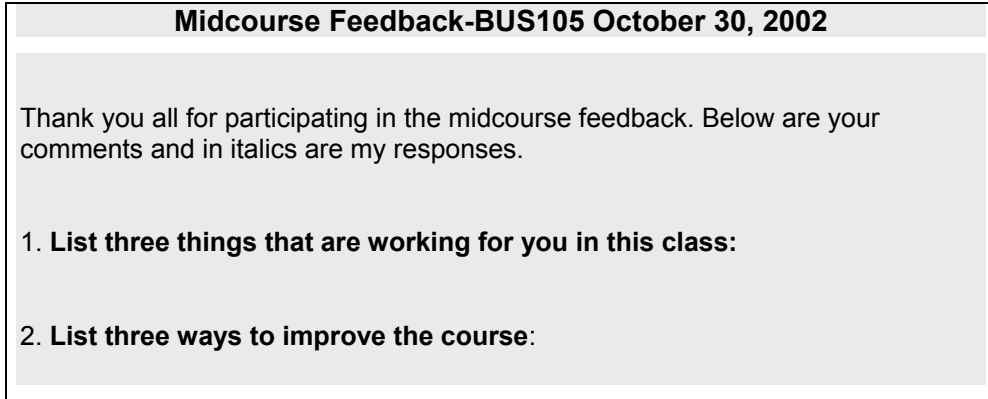 Midcourse Feedback-BUS105 October 30, 2002
Thank you all for participating in the midcourse feedback. Below are your
comments and in italics are my responses.
1. List three things that are working for you in this class:
2. List three ways to improve the course: